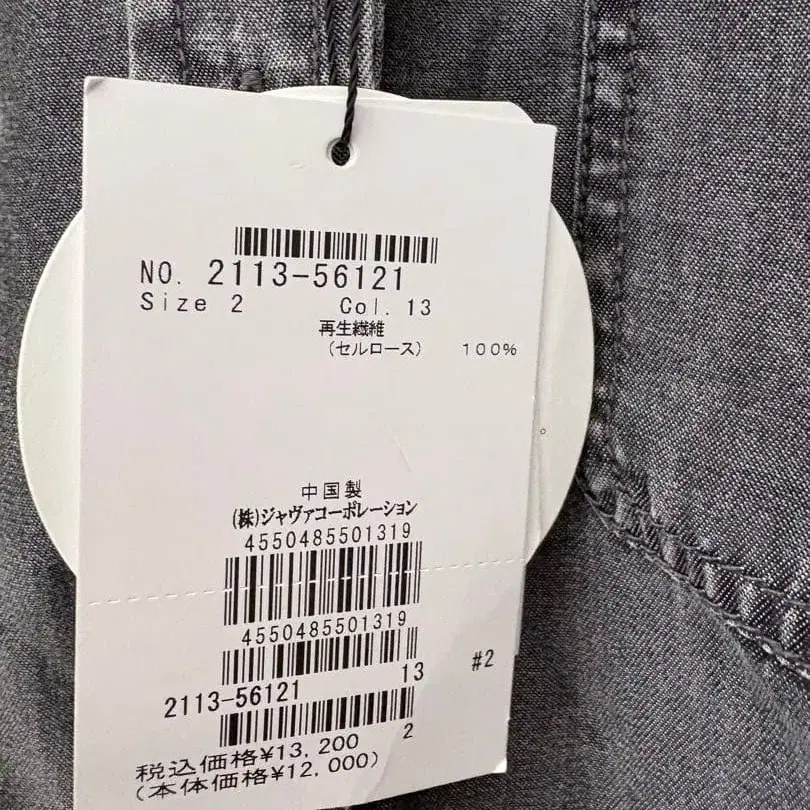 NO. 2113-56121
Size 2 Col. 13
再生繊維
(セルロース) 100%
中国製
(株)ジャヴァコーポレーション
4550485501319
4550485501319
13 #2
2113-56121
2
税込価格¥13,200
(本体価格¥12,000)